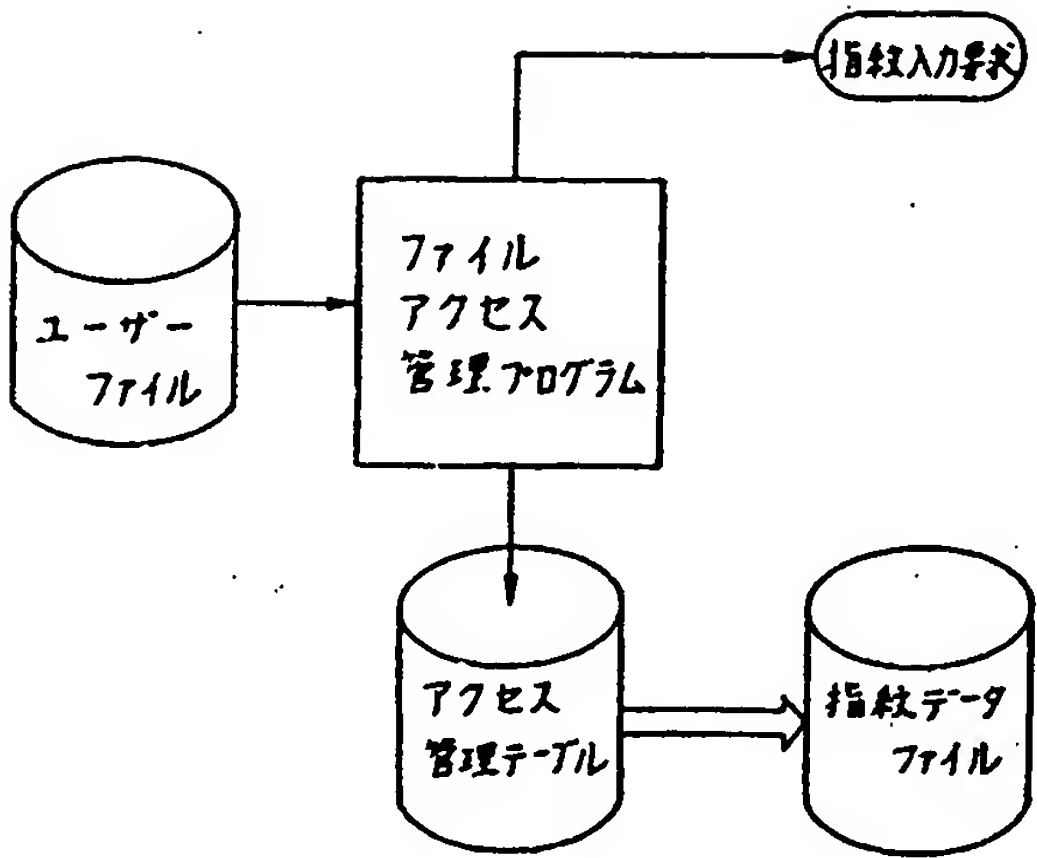 指紋入力要求
ユーザー
ファイル
ファイル
アクセス
管理プログラム
アクセス
管理テーブル
指紋データ
ファイル